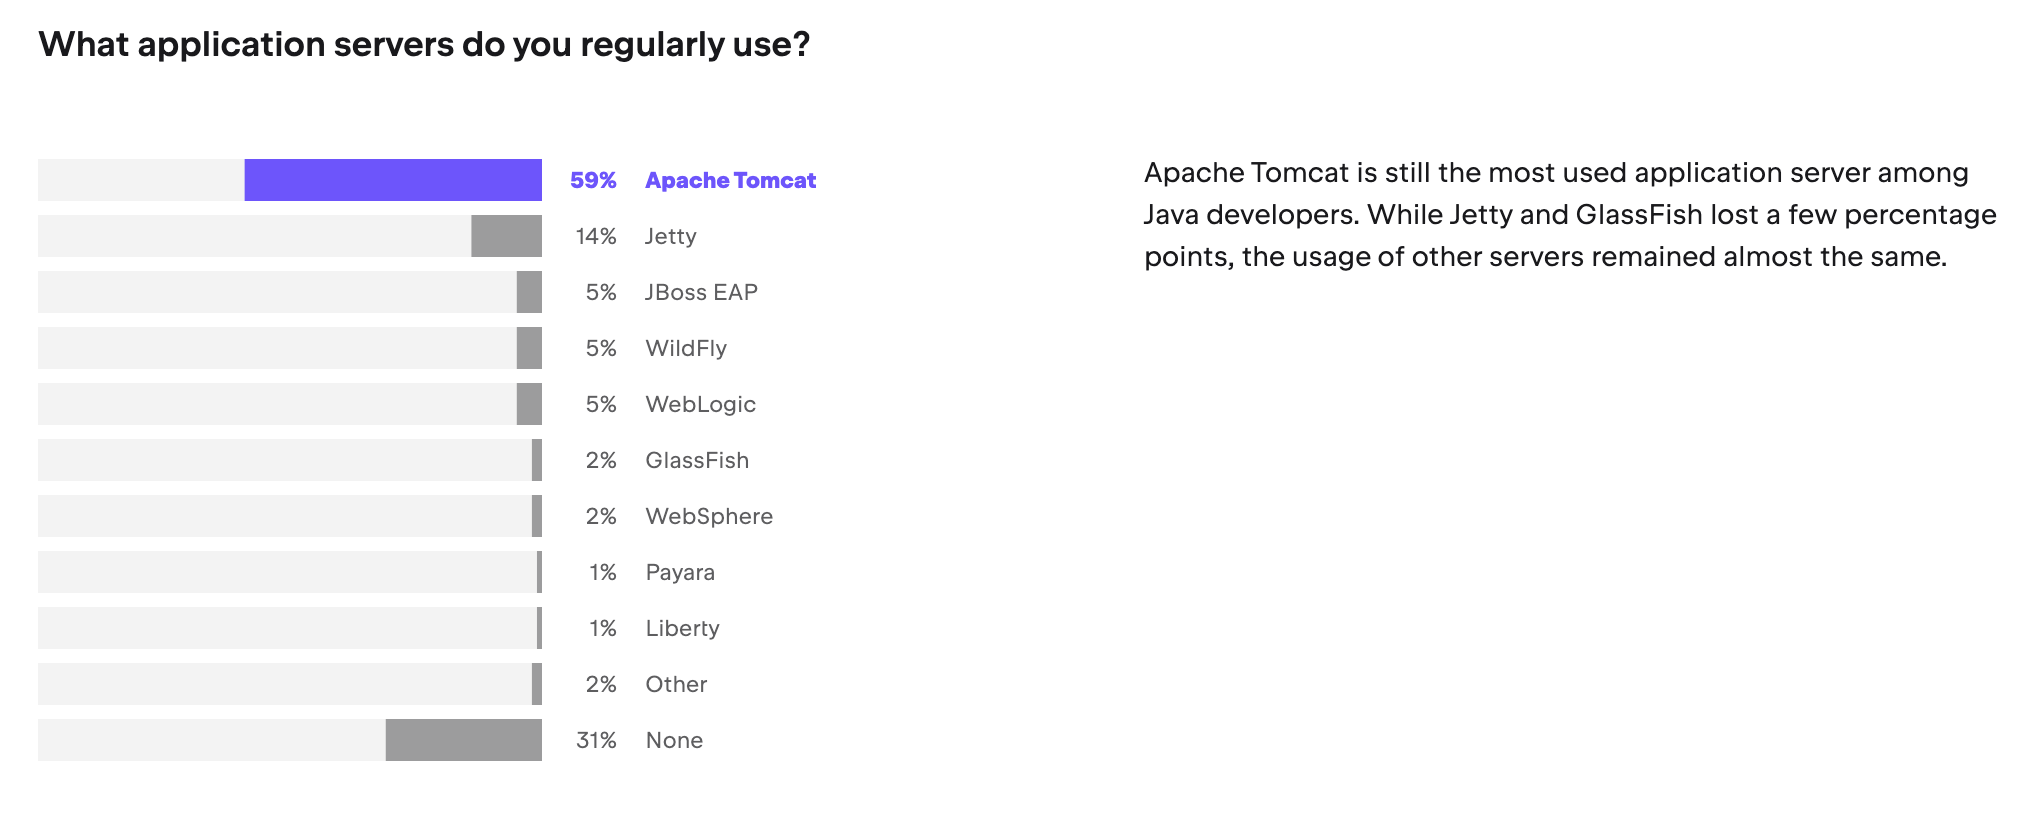 What application servers do you regularly use?
59% Apache Tomcat
14% Jetty
5% JBoss EAP
5% WildFly
5% WebLogic
2% GlassFish
2% WebSphere
1% Payara
1% Liberty
2% Other
31% None
Apache Tomcat is still the most used application server among
Java developers. While Jetty and GlassFish lost a few percentage
points, the usage of other servers remained almost the same.